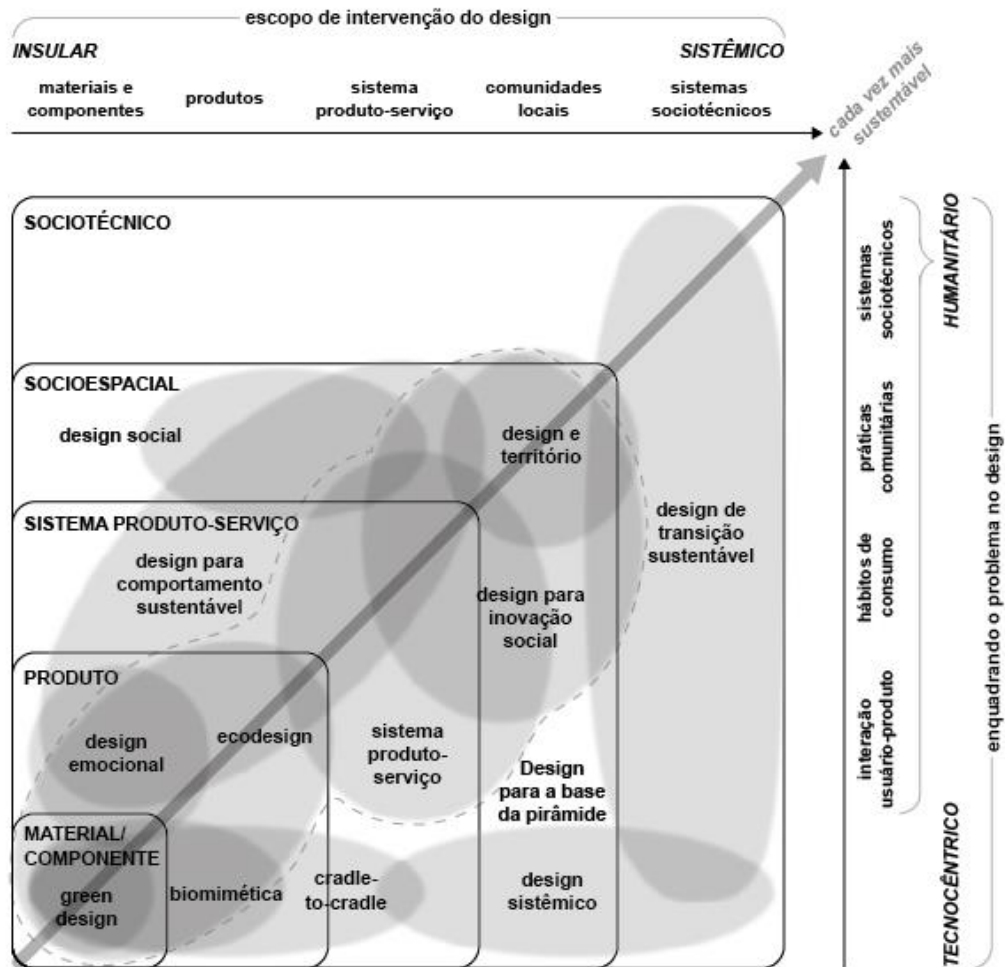 escopo de intervenção do design
INSULAR
SISTÊMICO
materiais e
componentes
produtos
sistema
produto-serviço
comunidades
locais
sistemas
sociotécnicos
cada vez mais
sustentável
SOCIOTÉCNICO
SOCIOESPACIAL
design social
design e
território
SISTEMA PRODUTO-SERVIÇO
design para
comportamento
sustentável
design de
transição
sustentável
design para
inovação
social
PRODUTO
design
emocional
ecodesign
sistema
produto-
serviço
Design
para a base
da pirâmide
MATERIAL/
COMPONENTE
green
design
biomimética
cradle-
to-cradle
design
sistêmico
sistemas
sociotécnicos
práticas
comunitárias
hábitos de
consumo
interação
usuário-produto
HUMANITÁRIO
TECNOCÊNTRICO
enquadrando o problema no design